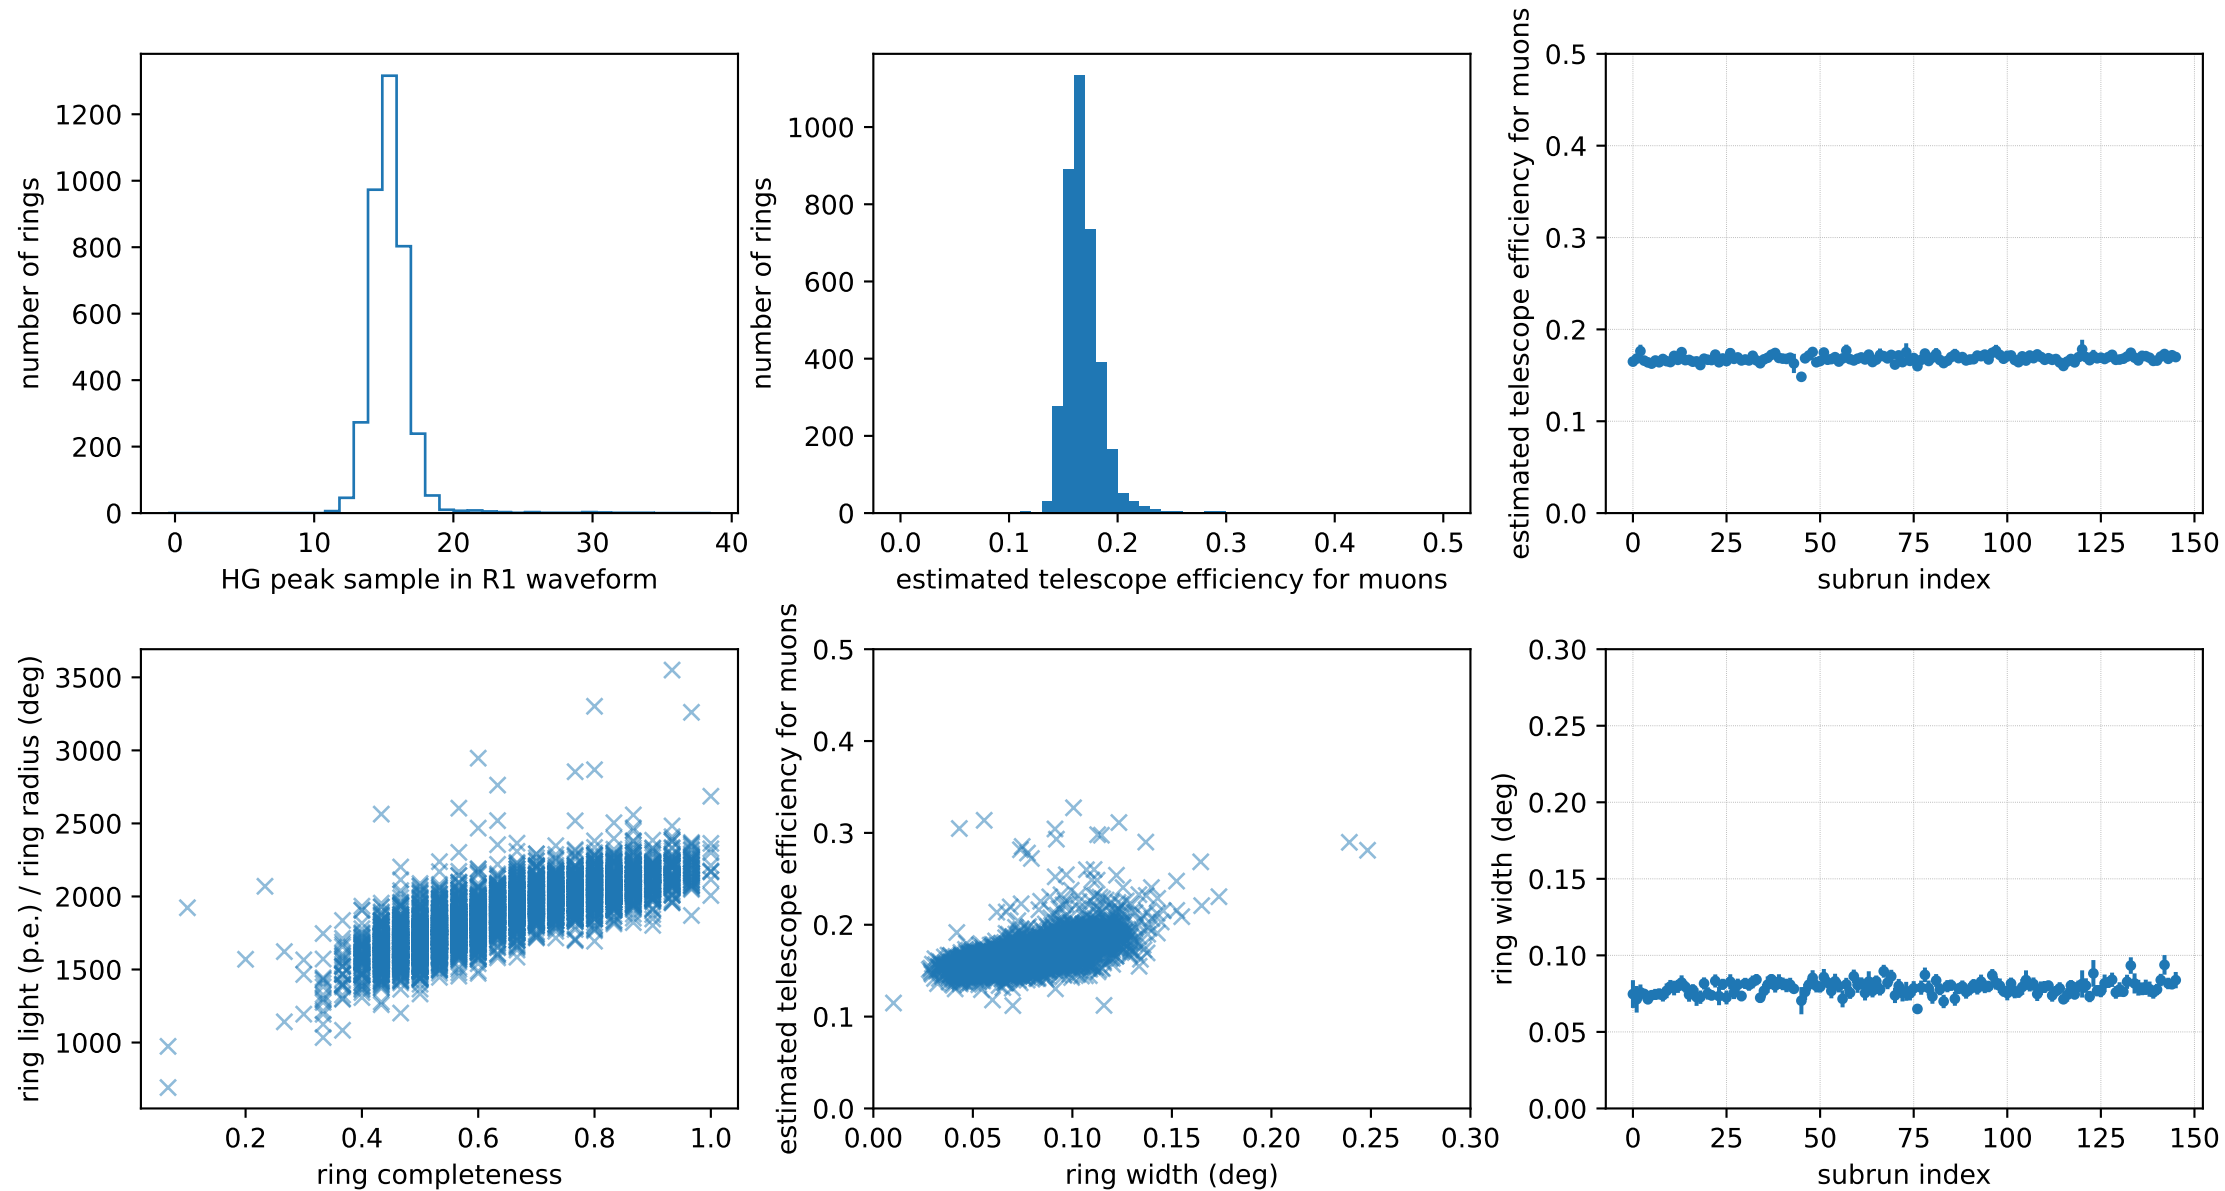 1200
1000
800
600
400
200
0
number of rings
0 10 20 30 40
HG peak sample in R1 waveform
1000
800
600
400
200
0
number of rings
0.0 0.1 0.2 0.3 0.4 0.5
estimated telescope efficiency for muons
0.5
0.4
0.3
0.2
0.1
0.0
estimated telescope efficiency for muons
0 25 50 75 100 125 150
subrun index
3500
3000
2500
2000
1500
1000
ring light (p.e.) / ring radius (deg)
0.2 0.4 0.6 0.8 1.0
ring completeness
0.5
0.4
0.3
0.2
0.1
0.0
estimated telescope efficiency for muons
0.00 0.05 0.10 0.15 0.20 0.25 0.30
ring width (deg)
0.30
0.25
0.20
0.15
0.10
0.05
0.00
ring width (deg)
0 25 50 75 100 125 150
subrun index